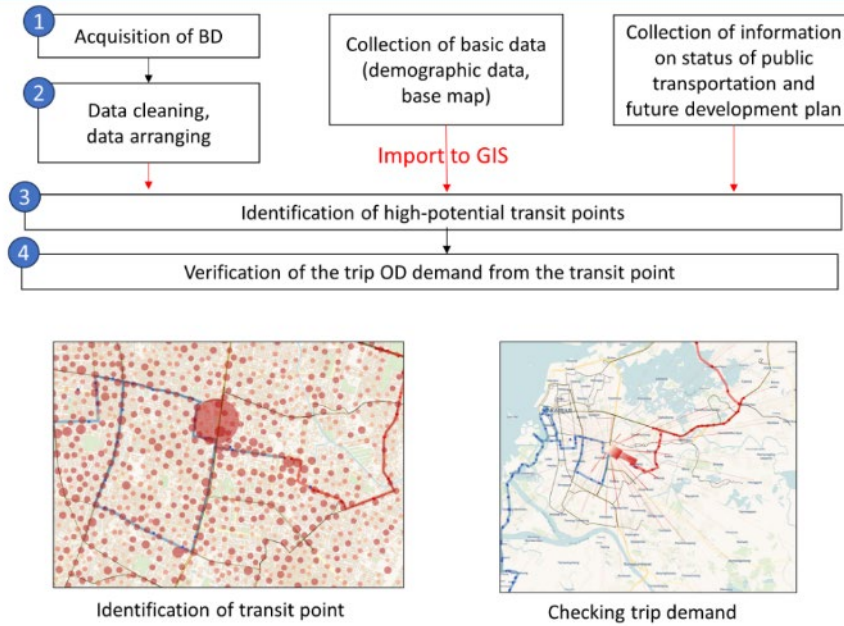 1
Acquisition of BD
2
Data cleaning,
data arranging
Collection of basic data
(demographic data,
base map)
Collection of information
on status of public
transportation and
future development plan
Import to GIS
3
Identification of high-potential transit points
4
Verification of the trip OD demand from the transit point
Identification of transit point
Checking trip demand